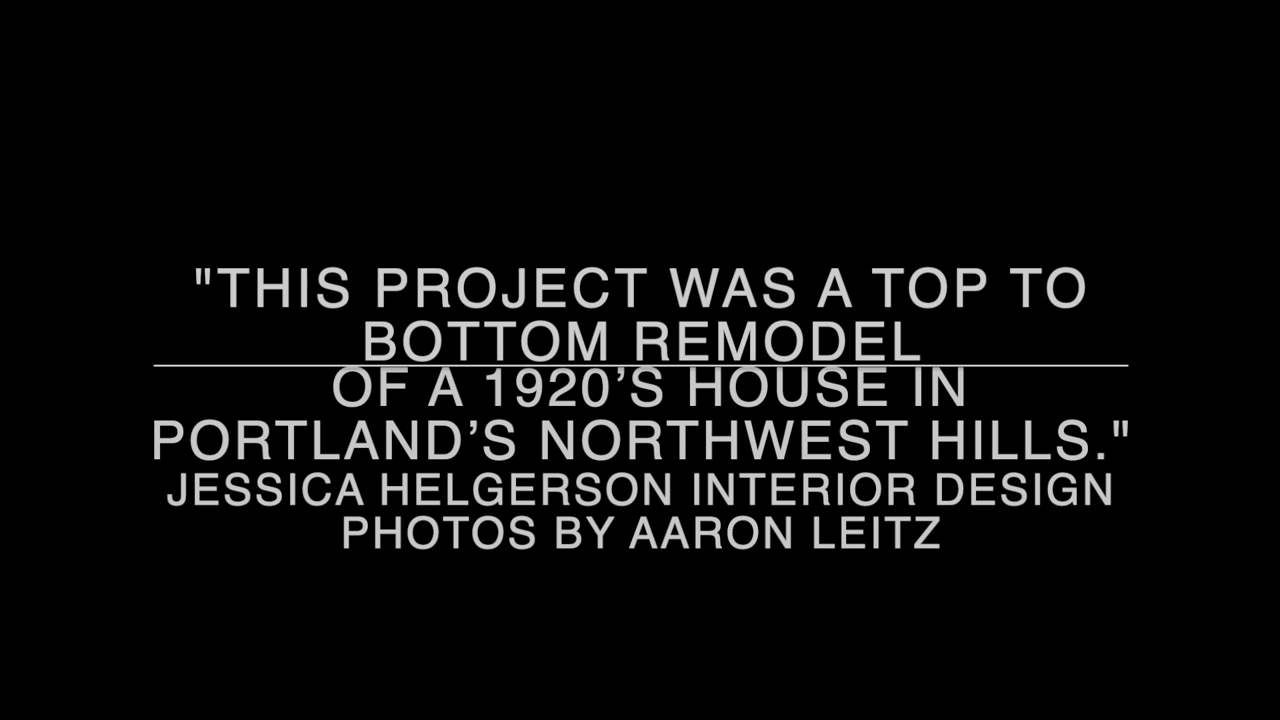 "THIS PROJECT WAS A TOP TO
BOTTOM REMODEL
OF A 1920’S HOUSE IN
PORTLAND’S NORTHWEST HILLS."
JESSICA HELGERSON INTERIOR DESIGN
PHOTOS BY AARON LEITZ